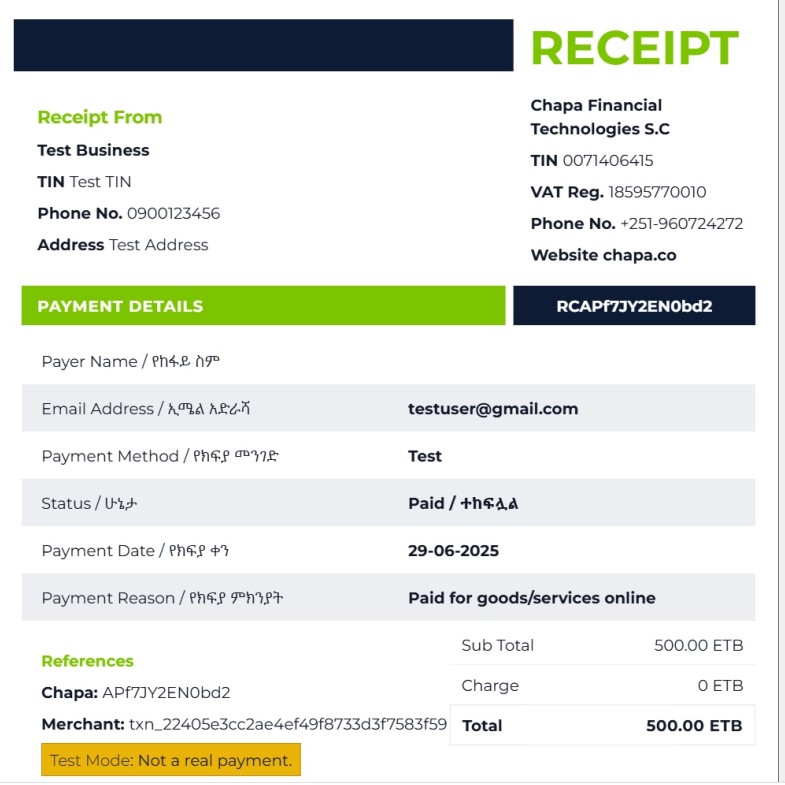 RECEIPT
Receipt From
Test Business
TIN Test TIN
Phone No. 0900123456
Address Test Address
Chapa Financial
Technologies S.C
TIN 0071406415
VAT Reg. 18595770010
Phone No. +251-960724272
Website chapa.co
PAYMENT DETAILS
RCAPf7JY2EN0bd2
Payer Name / የከፋይ ስም
Email Address / ኢሜል አድራሻ testuser@gmail.com
Payment Method / የክፍያ መንገድ Test
Status / ሁኔታ Paid / ተከፍሏል
Payment Date / የክፍያ ቀን 29-06-2025
Payment Reason / የክፍያ ምክንያት Paid for goods/services online
Sub Total 500.00 ETB
Charge 0 ETB
Total 500.00 ETB
References
Chapa: APf7JY2EN0bd2
Merchant: txn_22405e3cc2ae4ef49f8733d3f7583f59
Test Mode: Not a real payment.